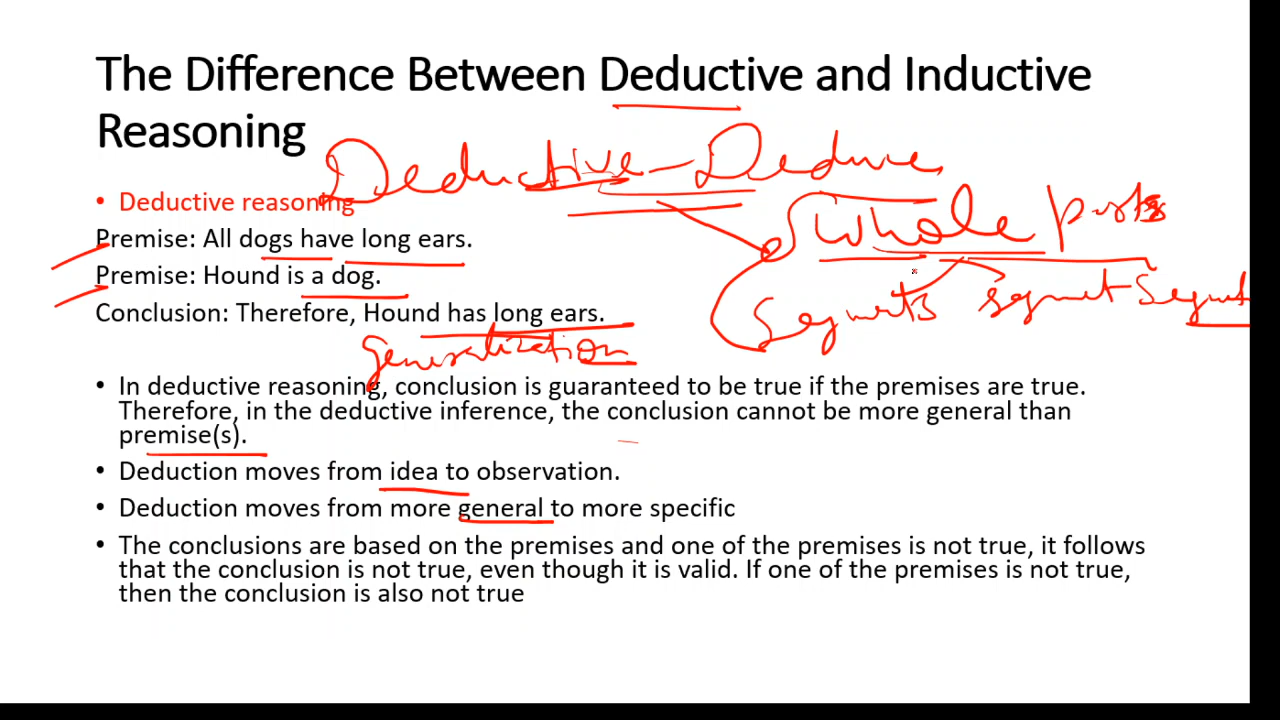 The Difference Between Deductive and Inductive
Reasoning
Deductive - Deduce
• Deductive reasoning
Whole parts
Premise: All dogs have long ears.
Premise: Hound is a dog.
Segments segment-Segment
Conclusion: Therefore, Hound has long ears.
generalization
• In deductive reasoning, conclusion is guaranteed to be true if the premises are true.
Therefore, in the deductive inference, the conclusion cannot be more general than
premise(s).
• Deduction moves from idea to observation.
• Deduction moves from more general to more specific
• The conclusions are based on the premises and one of the premises is not true, it follows
that the conclusion is not true, even though it is valid. If one of the premises is not true,
then the conclusion is also not true